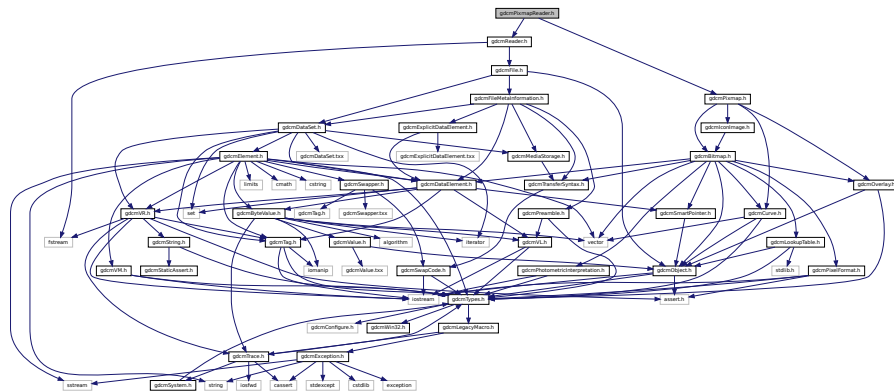 gdcmPixmapReader.h
gdcmReader.h
gdcmFile.h
gdcmFileMetaInformation.h
gdcmPixmap.h
gdcmDataSet.h
gdcmExplicitDataElement.h
gdcmIconImage.h
gdcmElement.h
gdcmDataSet.txx
gdcmExplicitDataElement.txx
gdcmMediaStorage.h
gdcmBitmap.h
limits
cmath
cstring
gdcmSwapper.h
gdcmDataElement.h
gdcmTransferSyntax.h
gdcmOverlay.h
gdcmVR.h
set
gdcmByteValue.h
gdcmTag.h
gdcmSwapper.txx
gdcmPreamble.h
gdcmSmartPointer.h
gdcmCurve.h
fstream
gdcmString.h
gdcmTag.h
gdcmValue.h
algorithm
iterator
gdcmVL.h
vector
gdcmLookupTable.h
gdcmVM.h
gdcmStaticAssert.h
iomanip
gdcmValue.txx
gdcmSwapCode.h
gdcmPhotometricInterpretation.h
gdcmObject.h
stdlib.h
gdcmPixelFormat.h
iostream
gdcmTypes.h
assert.h
gdcmConfigure.h
gdcmWin32.h
gdcmLegacyMacro.h
gdcmTrace.h
gdcmException.h
sstream
gdcmSystem.h
string
iosfwd
cassert
stdexcept
cstdlib
exception